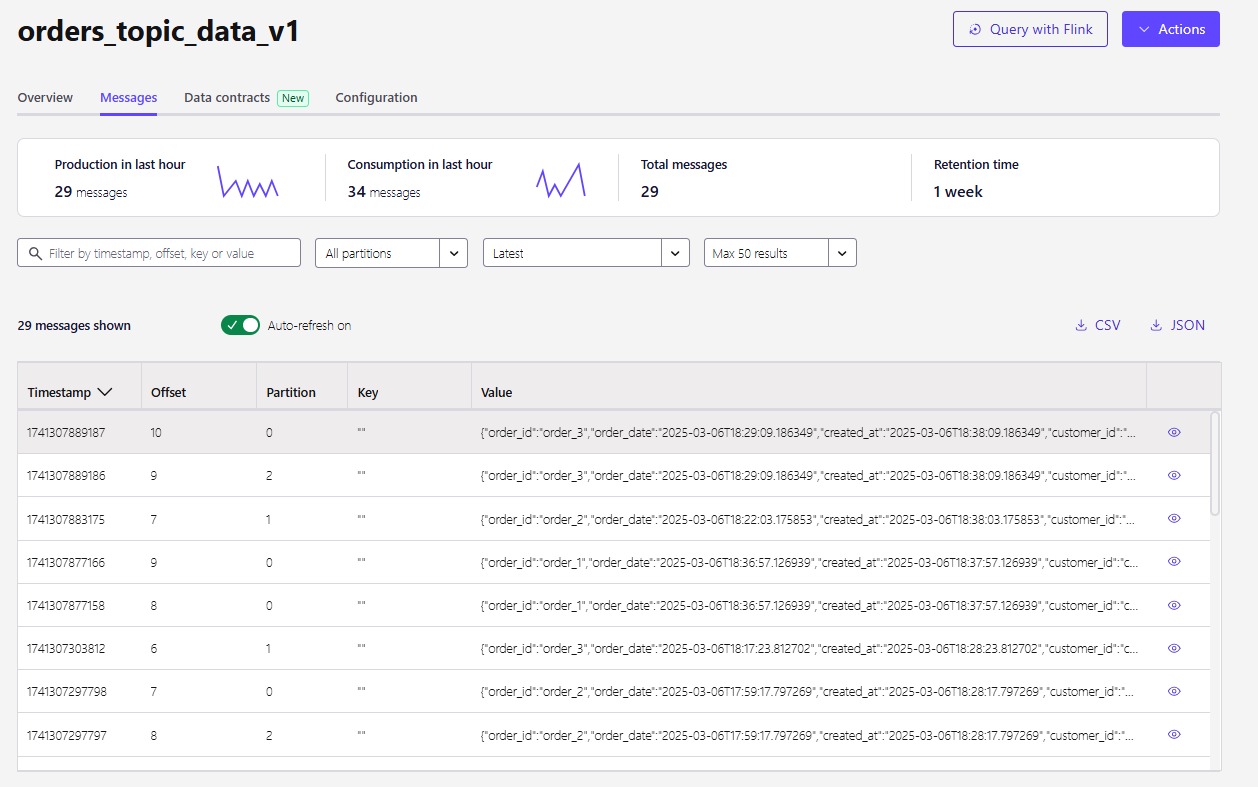 orders_topic_data_v1
Query with Flink
Actions
Overview Messages Data contracts New Configuration
Production in last hour
29 messages
Consumption in last hour
34 messages
Total messages
29
Retention time
1 week
Filter by timestamp, offset, key or value
All partitions
Latest
Max 50 results
29 messages shown
Auto-refresh on
CSV
JSON
Timestamp Offset Partition Key Value
1741307889187 10 0 "" {"order_id":"order_3","order_date":"2025-03-06T18:29:09.186349","created_at":"2025-03-06T18:38:09.186349","customer_id":"...
1741307889186 9 2 "" {"order_id":"order_3","order_date":"2025-03-06T18:29:09.186349","created_at":"2025-03-06T18:38:09.186349","customer_id":"...
1741307883175 7 1 "" {"order_id":"order_2","order_date":"2025-03-06T18:22:03.175853","created_at":"2025-03-06T18:38:03.175853","customer_id":"...
1741307877166 9 0 "" {"order_id":"order_1","order_date":"2025-03-06T18:36:57.126939","created_at":"2025-03-06T18:37:57.126939","customer_id":"c...
1741307877158 8 0 "" {"order_id":"order_1","order_date":"2025-03-06T18:36:57.126939","created_at":"2025-03-06T18:37:57.126939","customer_id":"c...
1741307303812 6 1 "" {"order_id":"order_3","order_date":"2025-03-06T18:17:23.812702","created_at":"2025-03-06T18:28:23.812702","customer_id":"c...
1741307297798 7 0 "" {"order_id":"order_2","order_date":"2025-03-06T17:59:17.797269","created_at":"2025-03-06T18:28:17.797269","customer_id":"...
1741307297797 8 2 "" {"order_id":"order_2","order_date":"2025-03-06T17:59:17.797269","created_at":"2025-03-06T18:28:17.797269","customer_id":"...